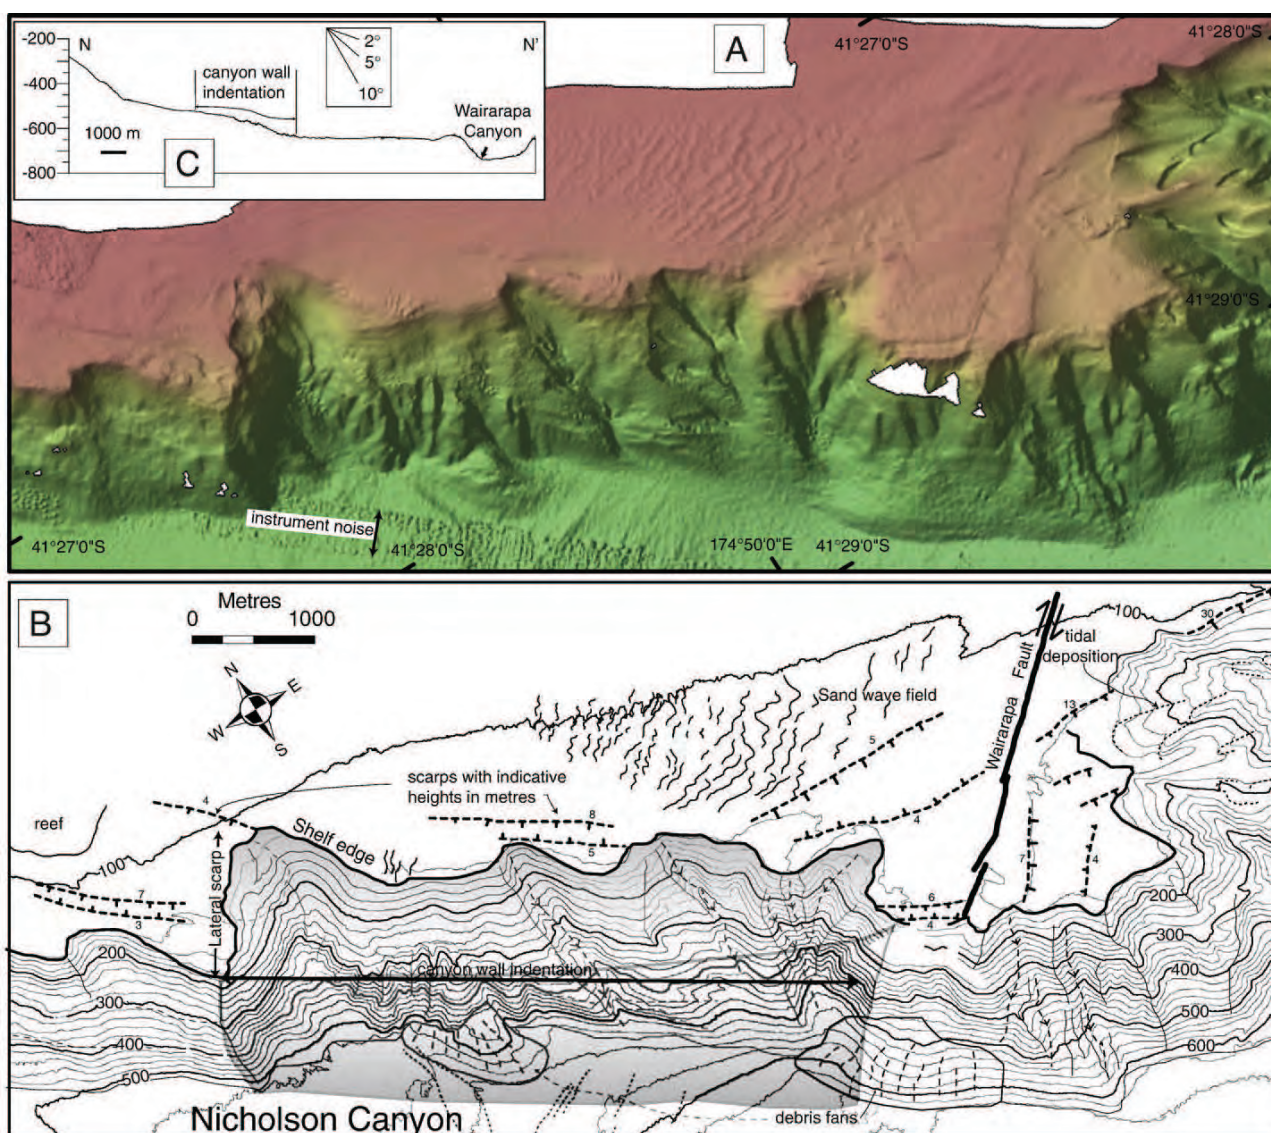 A
41°27'0"S
41°28'0"S
-200
-400
-600
-800
N
N'
2°
5°
10°
canyon wall
indentation
Wairarapa
Canyon
1000 m
C
41°29'0"S
instrument noise
41°27'0"S
41°28'0"S
174°50'0"E
41°29'0"S
B
Metres
0
1000
N
E
W
S
100
30
tidal
deposition
Wairarapa Fault
Sand wave field
13
5
scarps with indicative
heights in metres
4
8
4
reef
Shelf edge
5
7
4
100
Lateral scarp
7
6
3
4
200
200
300
canyon wall indentation
400
300
500
400
600
500
debris fans
Nicholson Canyon